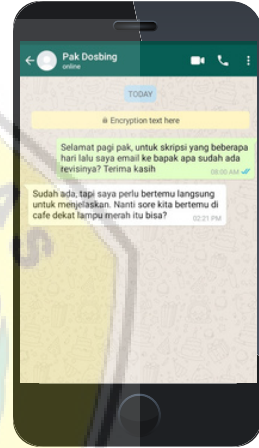 Pak Dosbing
online
TODAY
Encryption text here
Selamat pagi pak, untuk skripsi yang beberapa
hari lalu saya email ke bapak apa sudah ada
revisinya? Terima kasih
08:00 AM
Sudah ada, tapi saya perlu bertemu langsung
untuk menjelaskan. Nanti sore kita bertemu di
cafe dekat lampu merah itu bisa?
02:21 PM